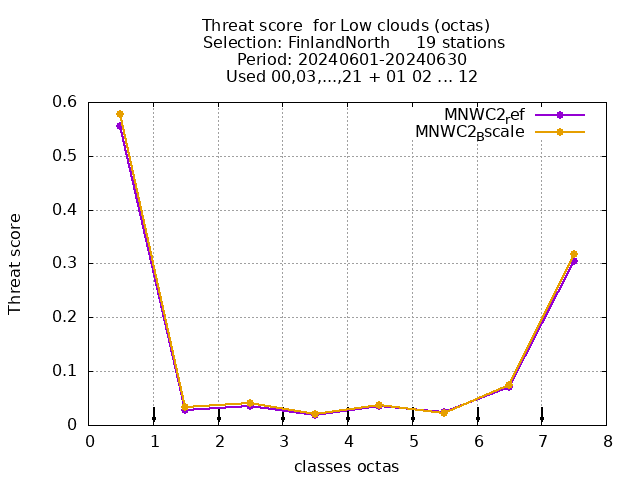 Threat score  for Low clouds (octas)
Selection: FinlandNorth     19 stations
Period: 20240601-20240630
Used 00,03,...,21 + 01 02 ... 12
MNWC2ref
MNWC2Bscale
0.6
0.5
0.4
0.3
0.2
0.1
0
Threat score
0 1 2 3 4 5 6 7 8
classes octas